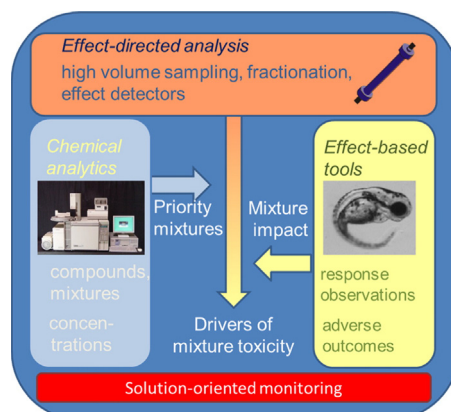 Effect-directed analysis
high volume sampling, fractionation,
effect detectors
Chemical
analytics
compounds,
mixtures
concen-
trations
Priority
mixtures
Mixture
impact
Drivers of
mixture toxicity
Effect-based
tools
response
observations
adverse
outcomes
Solution-oriented monitoring